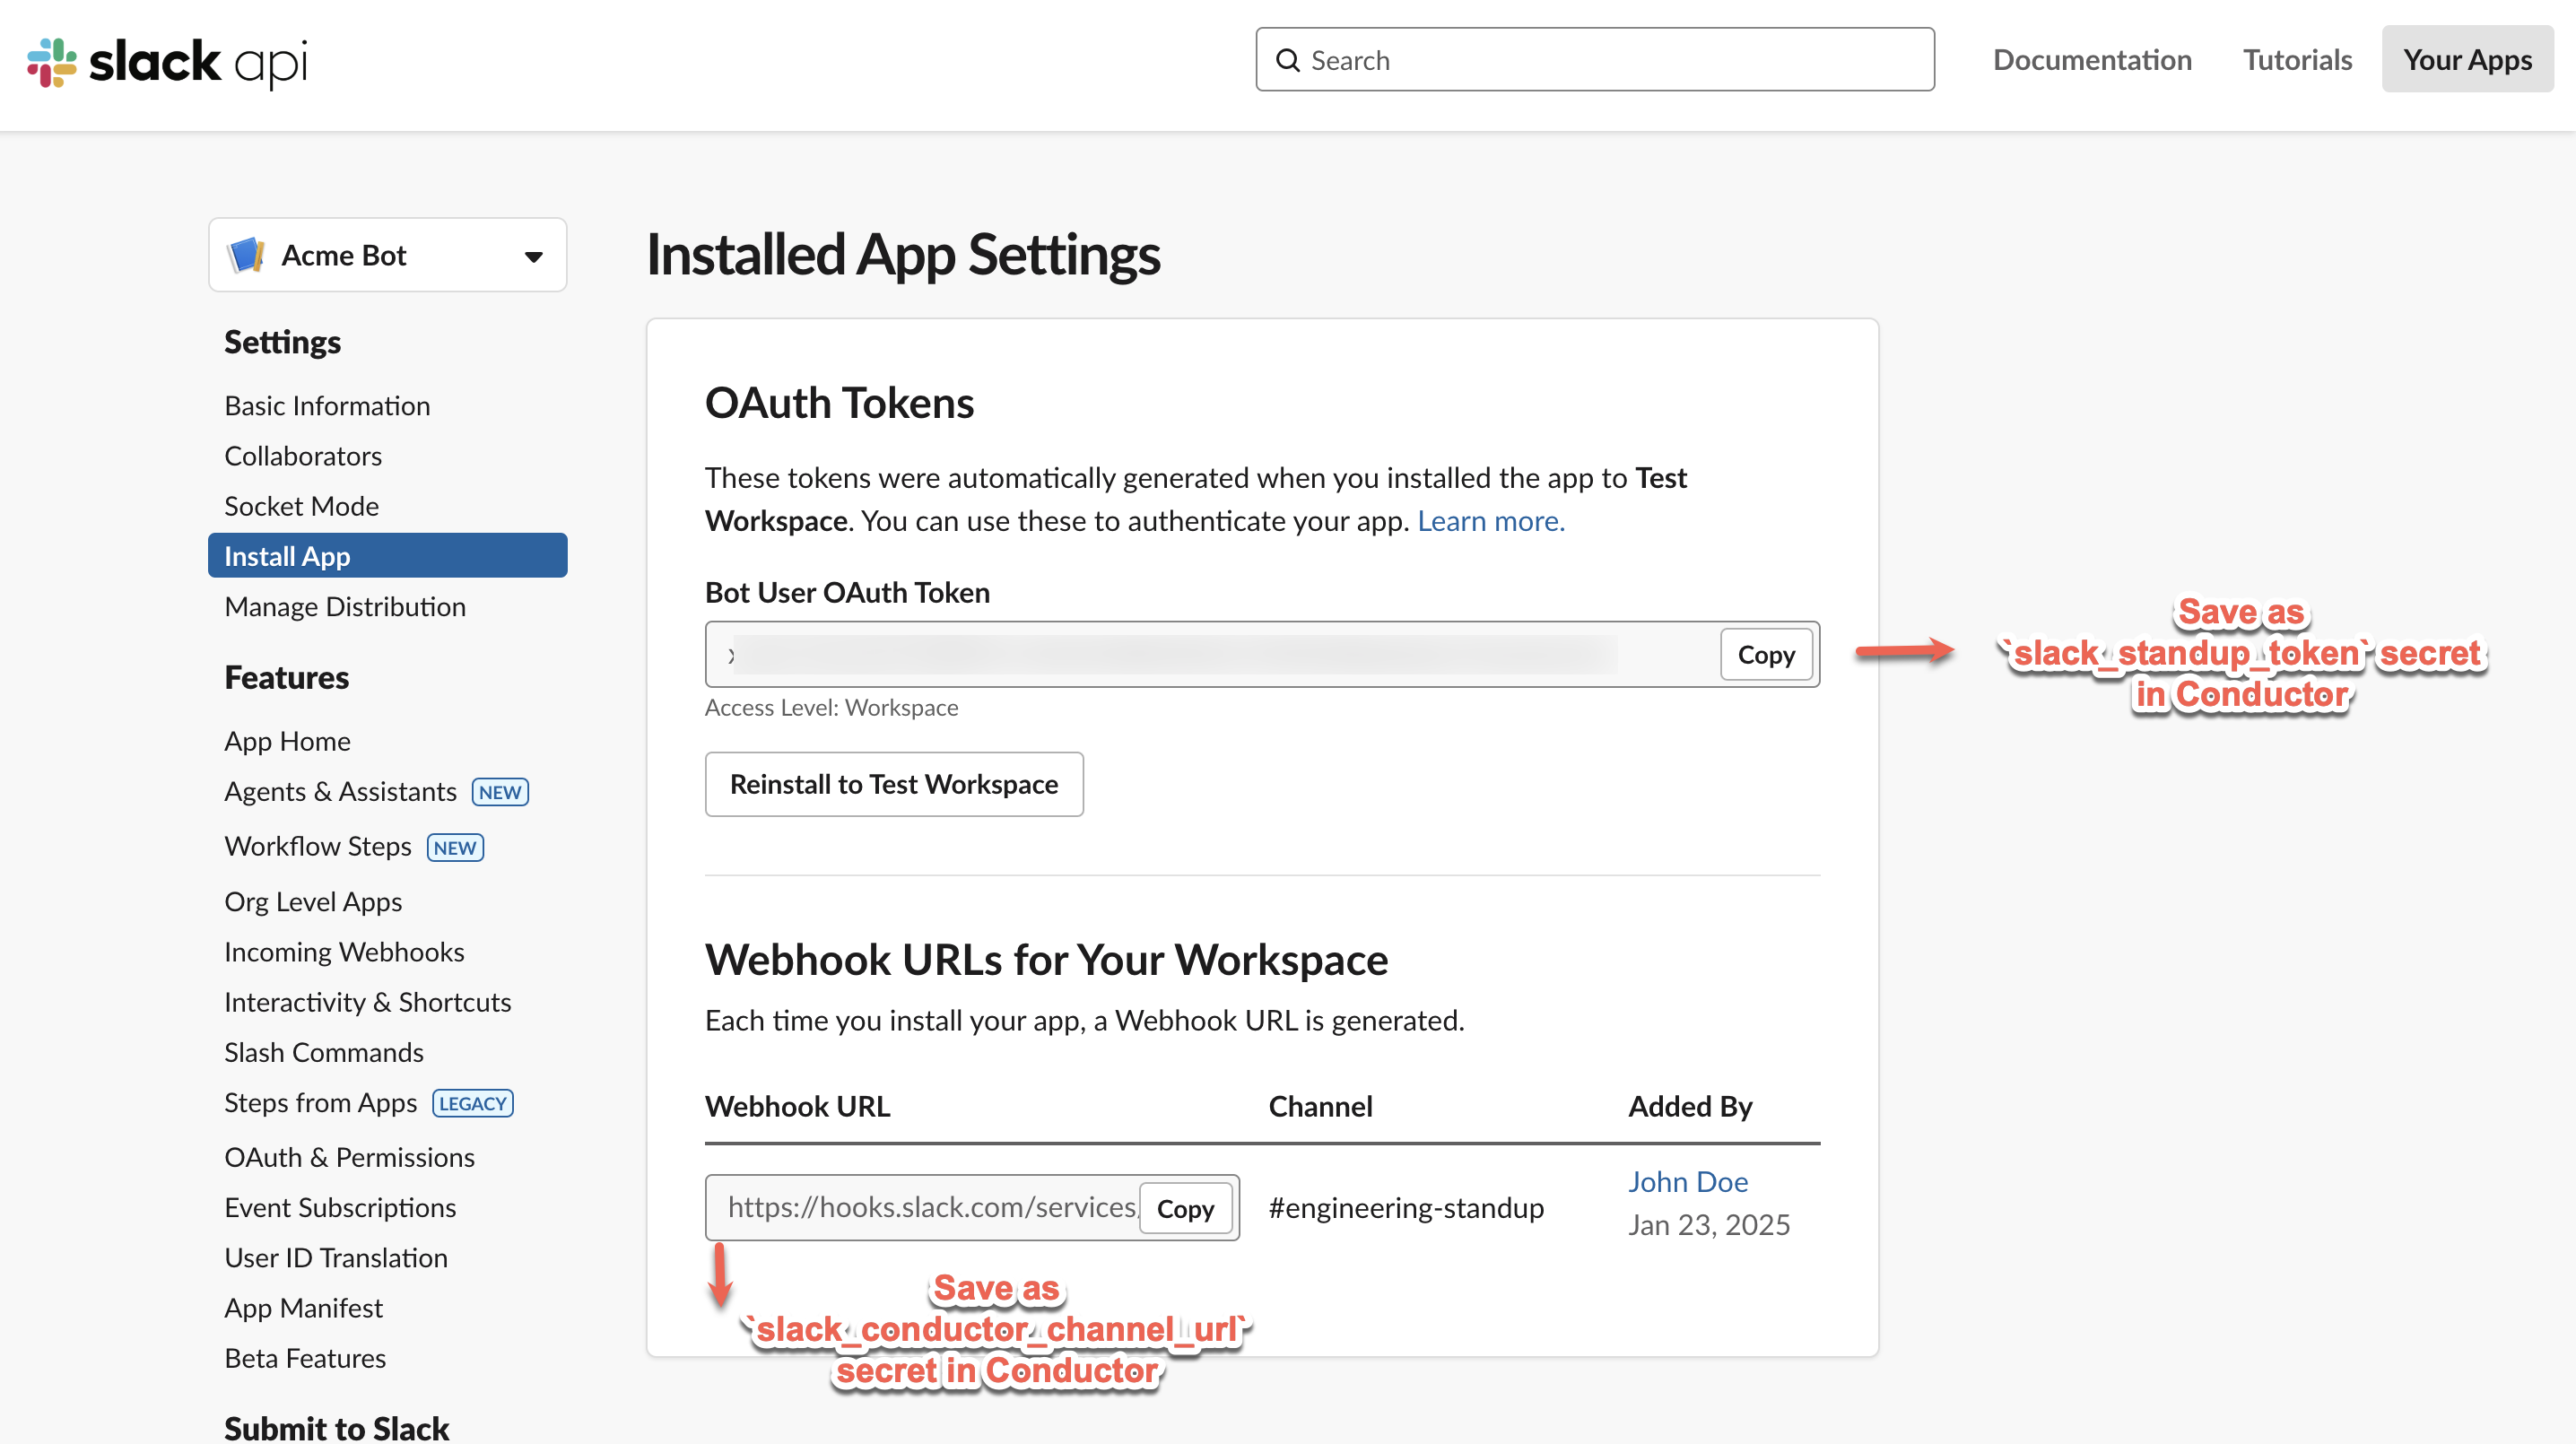 slack api
Search
Documentation
Tutorials
Your Apps
Acme Bot
Settings
Basic Information
Collaborators
Socket Mode
Install App
Manage Distribution
Features
App Home
Agents & Assistants NEW
Workflow Steps NEW
Org Level Apps
Incoming Webhooks
Interactivity & Shortcuts
Slash Commands
Steps from Apps LEGACY
OAuth & Permissions
Event Subscriptions
User ID Translation
App Manifest
Beta Features
Submit to Slack
Installed App Settings
OAuth Tokens
These tokens were automatically generated when you installed the app to Test
Workspace. You can use these to authenticate your app. Learn more.
Bot User OAuth Token
Copy
Access Level: Workspace
Save as
`slack_standup_token` secret
in Conductor
Reinstall to Test Workspace
Webhook URLs for Your Workspace
Each time you install your app, a Webhook URL is generated.
Webhook URL Channel Added By
https://hooks.slack.com/services/ Copy #engineering-standup John Doe
Jan 23, 2025
Save as
`slack_conductor_channel_url`
secret in Conductor